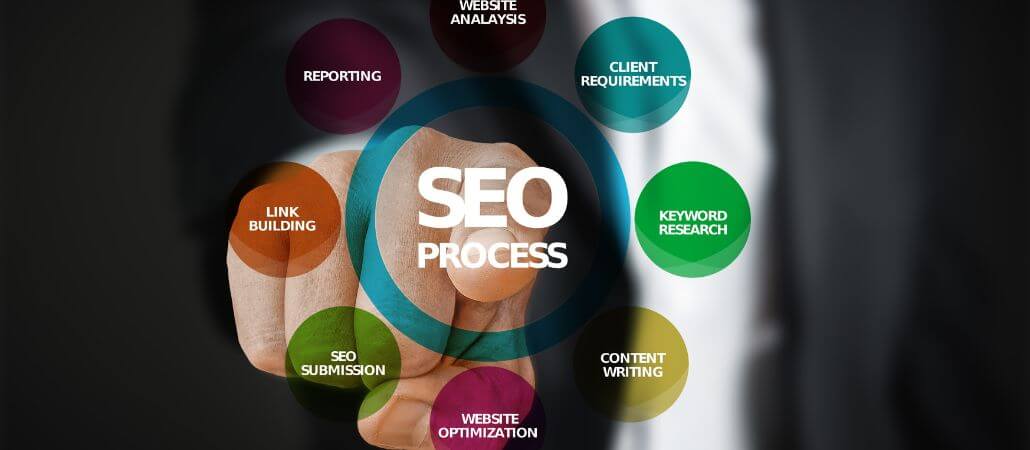 WEBSITE
ANALAYSIS
CLIENT
REQUIREMENTS
KEYWORD
RESEARCH
CONTENT
WRITING
WEBSITE
OPTIMIZATION
SEO
SUBMISSION
LINK
BUILDING
REPORTING
SEO
PROCESS